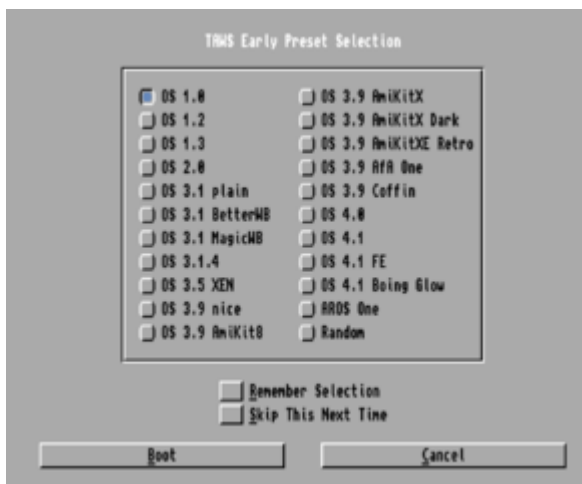 TAWS Early Preset Selection
OS 1.0
OS 1.2
OS 1.3
OS 2.0
OS 3.1 plain
OS 3.1 BetterWB
OS 3.1 MagicWB
OS 3.1.4
OS 3.5 XEN
OS 3.9 nice
OS 3.9 AmiKit8
OS 3.9 AmiKitX
OS 3.9 AmiKitX Dark
OS 3.9 AmiKitXE Retro
OS 3.9 AfA One
OS 3.9 Coffin
OS 4.0
OS 4.1
OS 4.1 FE
OS 4.1 Boing Glow
AROS One
Random
Remember Selection
Skip This Next Time
Boot
Cancel